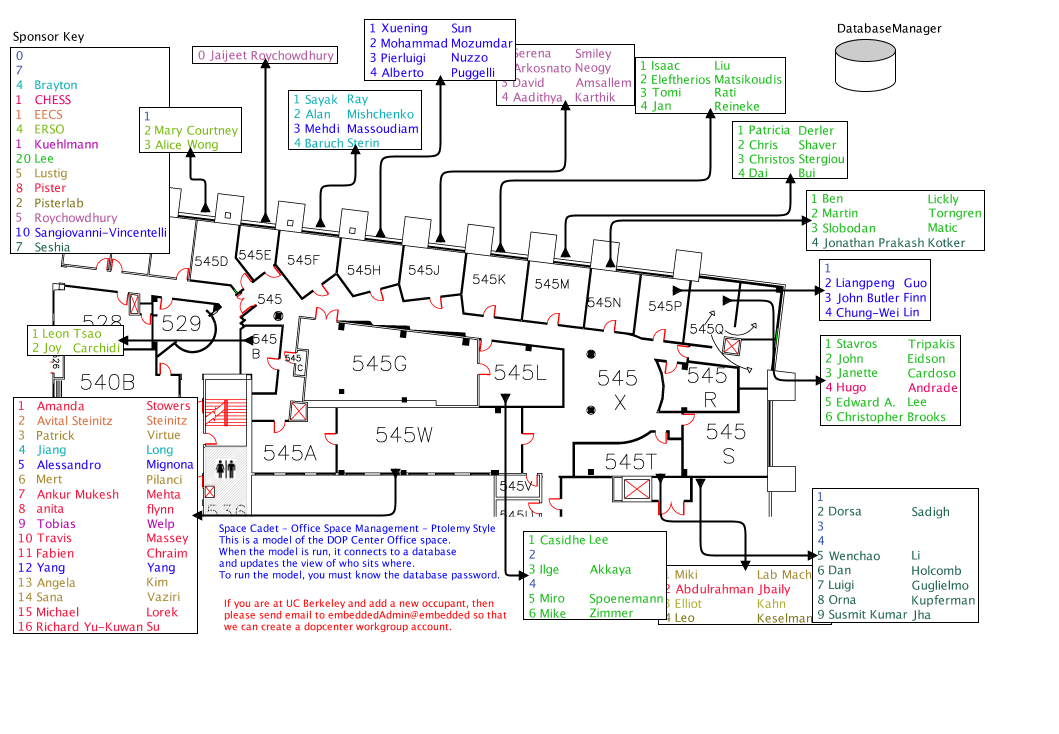 Sponsor Key
0
7
4 Brayton
1 CHESS
1 EECS
4 ERSO
1 Kuehlmann
20 Lee
5 Lustig
8 Pister
2 Pisterlab
5 Roychowdhury
10 Sangiovanni-Vincentelli
7 Seshia
1
2 Mary Courtney
3 Alice Wong
0 Jaijeet Roychowdhury
1 Sayak Ray
2 Alan Mishchenko
3 Mehdi Massoudiam
4 Baruch Sterin
1 Xuening Sun
2 Mohammad Mozumdar
3 Pierluigi Nuzzo
4 Alberto Puggelli
Serena Smiley
Arkosnato Neogy
3 David Amsallem
4 Aadithya Karthik
1 Isaac Liu
2 Eleftherios Matsikoudis
3 Tomi Rati
4 Jan Reineke
DatabaseManager
1 Patricia Derler
2 Chris Shaver
3 Christos Stergiou
4 Dai Bui
1 Ben Lickly
2 Martin Torngren
3 Slobodan Matic
4 Jonathan Prakash Kotker
1
2 Liangpeng Guo
3 John Butler Finn
4 Chung-Wei Lin
1 Stavros Tripakis
2 John Eidson
3 Janette Cardoso
4 Hugo Andrade
5 Edward A. Lee
6 Christopher Brooks
545D
545E
545F
545H
545J
545K
545M
545N
545P
545Q
528
529
545
545
B
545
C
545G
545L
545
X
545
R
540B
545A
545W
545T
545
S
545V
1 Leon Tsao
2 Joy Carchidi
1 Amanda Stowers
2 Avital Steinitz Steinitz
3 Patrick Virtue
4 Jiang Long
5 Alessandro Mignona
6 Mert Pilanci
7 Ankur Mukesh Mehta
8 anita flynn
9 Tobias Welp
10 Travis Massey
11 Fabien Chraim
12 Yang Yang
13 Angela Kim
14 Sana Vaziri
15 Michael Lorek
16 Richard Yu-Kuwan Su
Space Cadet - Office Space Management - Ptolemy Style
This is a model of the DOP Center Office space.
When the model is run, it connects to a database
and updates the view of who sits where.
To run the model, you must know the database password.
If you are at UC Berkeley and add a new occupant, then
please send email to embeddedAdmin@embedded so that
we can create a dopcenter workgroup account.
1 Casidhe Lee
2
3 Ilge Akkaya
4
5 Miro Spoenemann
6 Mike Zimmer
1 Miki Lab Mach
2 Abdulrahman Jbaily
3 Elliot Kahn
4 Leo Keselman
1
2 Dorsa Sadigh
3
4
5 Wenchao Li
6 Dan Holcomb
7 Luigi Guglielmo
8 Orna Kupferman
9 Susmit Kumar Jha